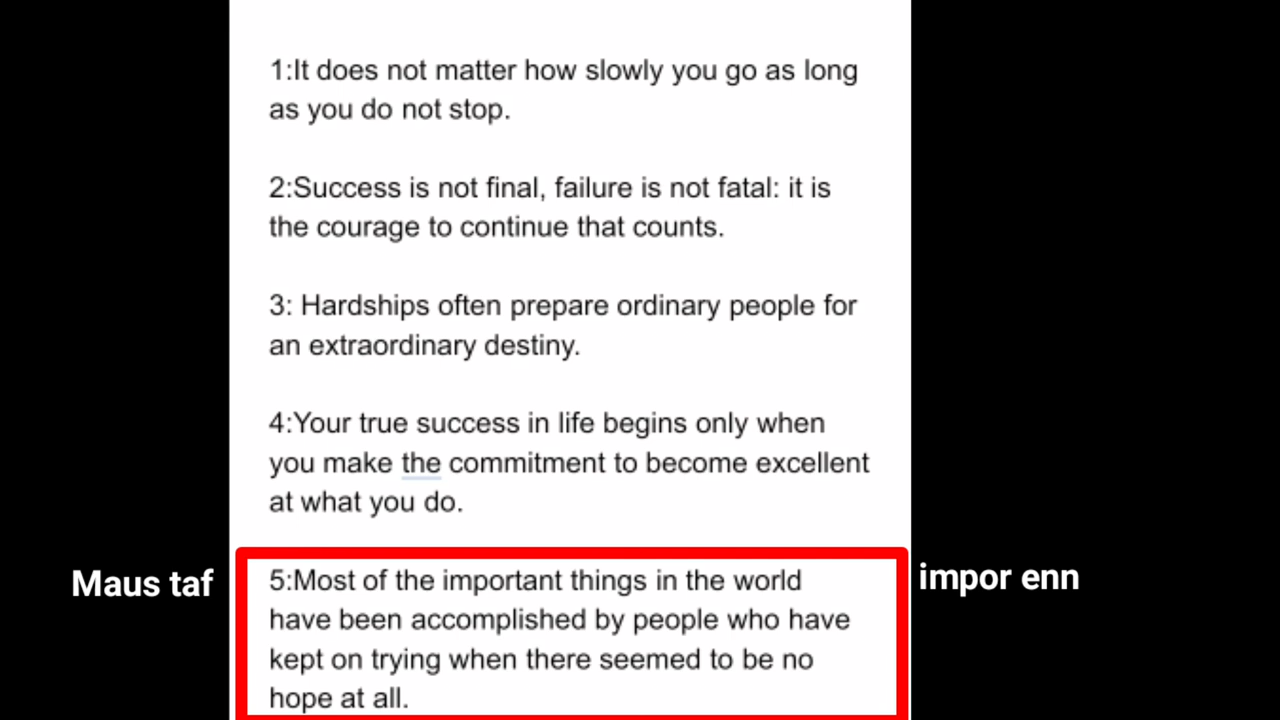 1:It does not matter how slowly you go as long
as you do not stop.
2:Success is not final, failure is not fatal: it is
the courage to continue that counts.
3: Hardships often prepare ordinary people for
an extraordinary destiny.
4:Your true success in life begins only when
you make the commitment to become excellent
at what you do.
Maus taf
5:Most of the important things in the world
have been accomplished by people who have
kept on trying when there seemed to be no
hope at all.
impor enn